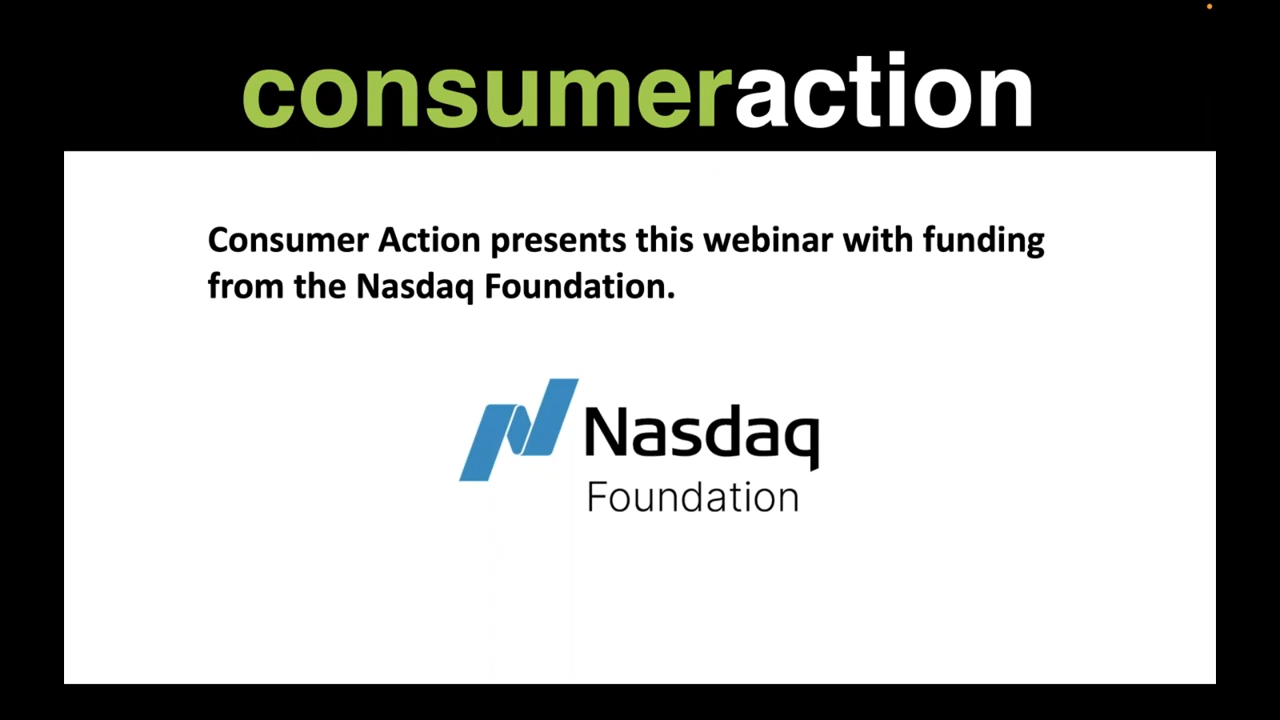 consumeraction
Consumer Action presents this webinar with funding
from the Nasdaq Foundation.
Nasdaq
Foundation